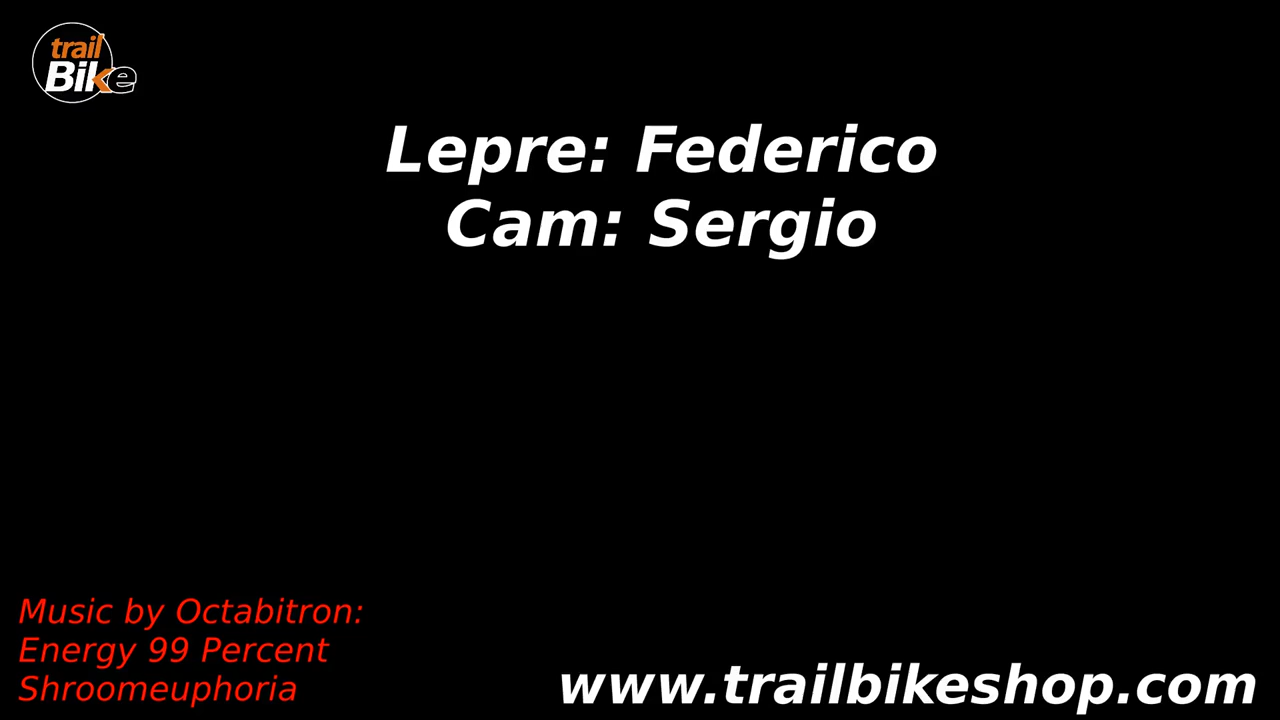 trail
Bike
Lepre: Federico
Cam: Sergio
Music by Octabitron:
Energy 99 Percent
Shroomeuphoria
www.trailbikeshop.com